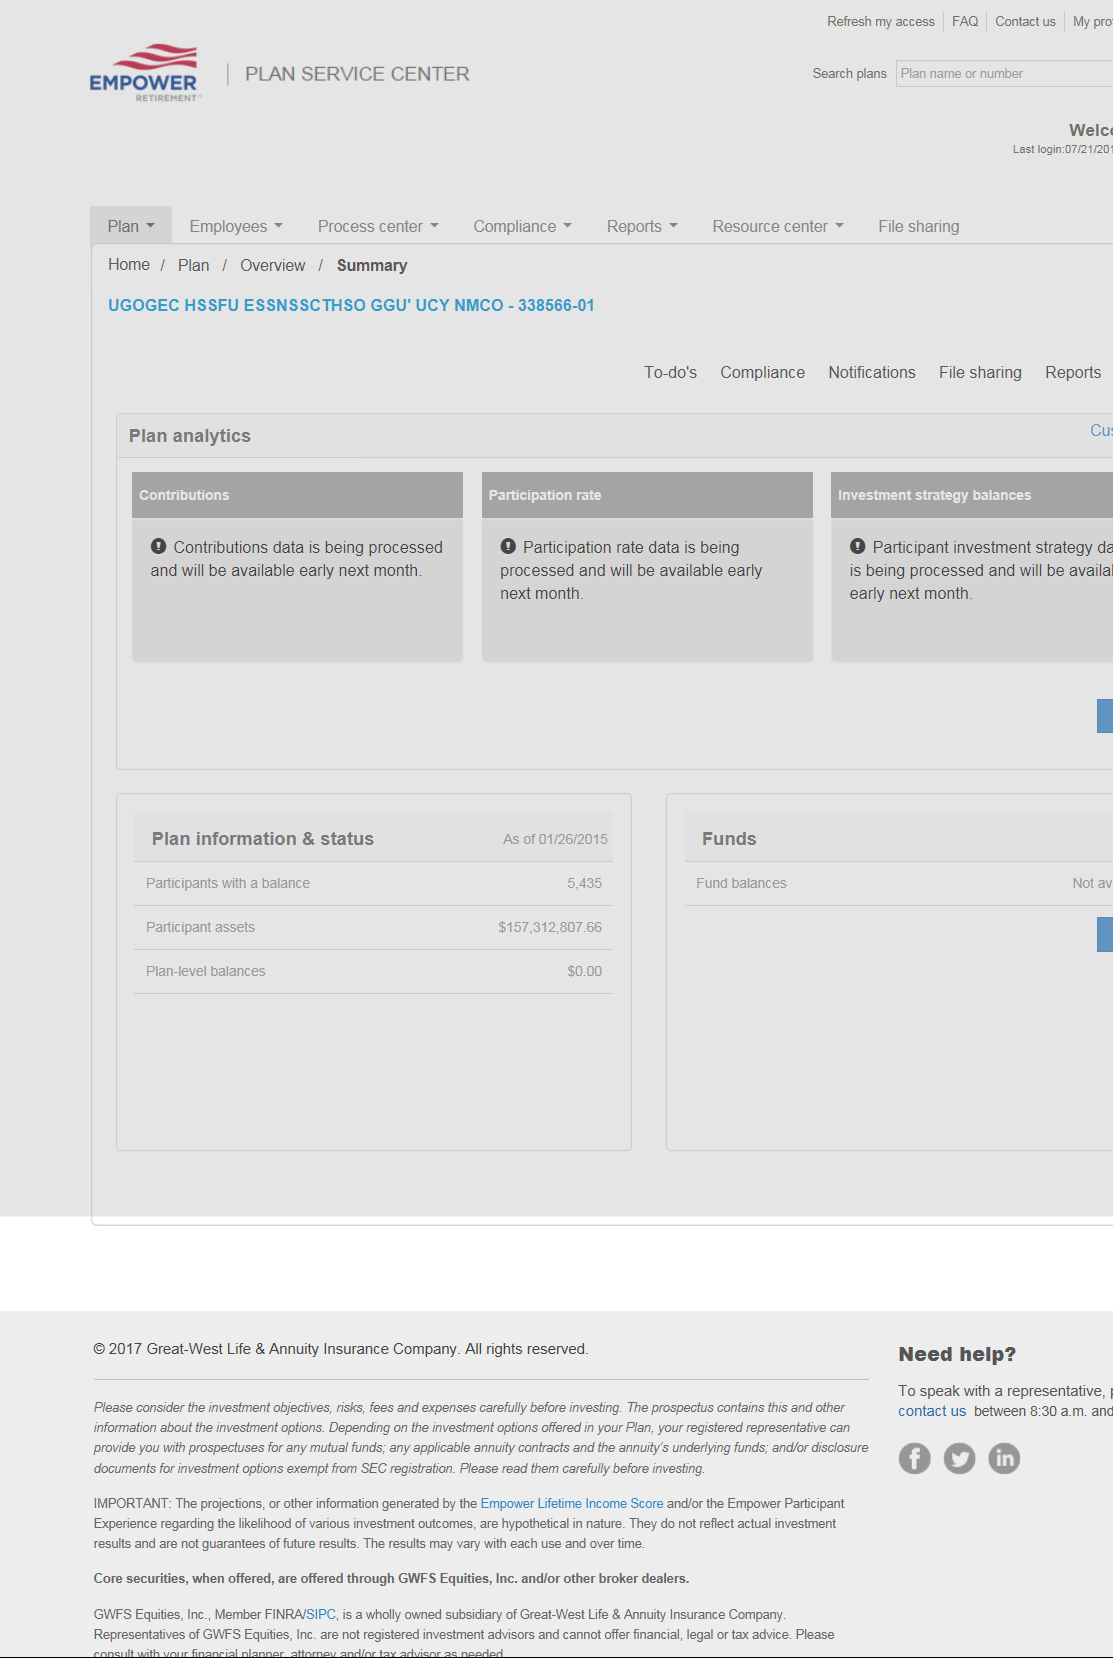 Refresh my access FAQ Contact us My
EMPOWER
RETIREMENT™
PLAN SERVICE CENTER
Search plans Plan name or number
Last login:07/21/201
Plan Employees Process center Compliance Reports Resource center File sharing
Home / Plan / Overview / Summary
UGOGEC HSSFU ESSNSSCTHSO GGU' UCY NMCO - 338566-01
To-do's Compliance Notifications File sharing Reports
Plan analytics
Contributions
Contributions data is being processed
and will be available early next month.
Participation rate
Participation rate data is being
processed and will be available early
next month.
Investment strategy balances
Participant investment strategy
is being processed and will be
early next month.
Plan information & status As of 01/26/2015
Participants with a balance 5,435
Participant assets $157,312,807.66
Plan-level balances $0.00
Funds
Fund balances Not
© 2017 Great-West Life & Annuity Insurance Company. All rights reserved.
Please consider the investment objectives, risks, fees and expenses carefully before investing. The prospectus contains this and other
information about the investment options. Depending on the investment options offered in your Plan, your registered representative can
provide you with prospectuses for any mutual funds; any applicable annuity contracts and the annuity's underlying funds; and/or disclosure
documents for investment options exempt from SEC registration. Please read them carefully before investing.
IMPORTANT: The projections, or other information generated by the Empower Lifetime Income Score and/or the Empower Participant
Experience regarding the likelihood of various investment outcomes, are hypothetical in nature. They do not reflect actual investment
results and are not guarantees of future results. The results may vary with each use and over time.
Core securities, when offered, are offered through GWFS Equities, Inc. and/or other broker dealers.
GWFS Equities, Inc., Member FINRA/SIPC, is a wholly owned subsidiary of Great-West Life & Annuity Insurance Company.
Representatives of GWFS Equities, Inc. are not registered investment advisors and cannot offer financial, legal or tax advice. Please
consult with your financial planner, attorney and/or tax advisor as needed
Need help?
To speak with a representative,
contact us between 8:30 a.m. and